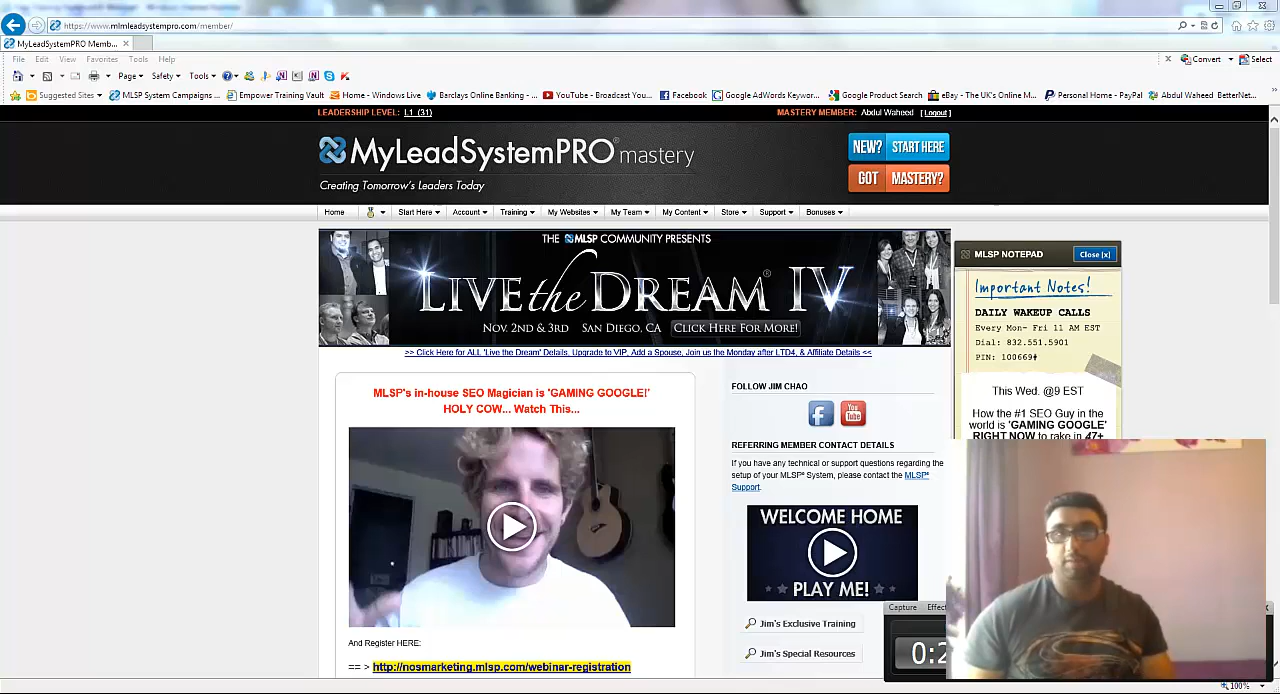 https://www.mlmleadsystempro.com/member/
MyLeadSystemPRO Memb...
File Edit View Favorites Tools Help
Convert Select
Page Safety Tools
Suggested Sites MLSP System Campaigns ... Empower Training Vault Home - Windows Live Barclays Online Banking - ... YouTube - Broadcast You... Facebook Google AdWords Keywor... Google Product Search eBay - The UK's Online M... Personal Home - PayPal Abdul Waheed BetterNet...
LEADERSHIP LEVEL: L1 (31)
MASTERY MEMBER: Abdul Waheed [Logout]
MyLeadSystemPRO® mastery
Creating Tomorrow's Leaders Today
NEW? START HERE
GOT MASTERY?
Home Start Here Account Training My Websites My Team My Content Store Support Bonuses
THE MLSP COMMUNITY PRESENTS
LIVE the DREAM® IV
NOV. 2ND & 3RD SAN DIEGO, CA CLICK HERE FOR MORE!
>> Click Here for ALL 'Live the Dream' Details, Upgrade to VIP, Add a Spouse, Join us the Monday after LTD4, & Affiliate Details <<
MLSP's in-house SEO Magician is 'GAMING GOOGLE!'
HOLY COW... Watch This...
And Register HERE:
== > http://nosmarketing.mlsp.com/webinar-registration
FOLLOW JIM CHAO
You Tube
REFERRING MEMBER CONTACT DETAILS
If you have any technical or support questions regarding the
setup of your MLSP® System, please contact the MLSP®
Support.
WELCOME HOME
PLAY ME!
Jim's Exclusive Training
Jim's Special Resources
MLSP NOTEPAD Close [x]
Important Notes!
DAILY WAKEUP CALLS
Every Mon- Fri 11 AM EST
Dial: 832.551.5901
PIN: 100669#
This Wed. @9 EST
How the #1 SEO Guy in the
world is 'GAMING GOOGLE'
RIGHT NOW to rake in 47+
Capture Effect
0:2
100%